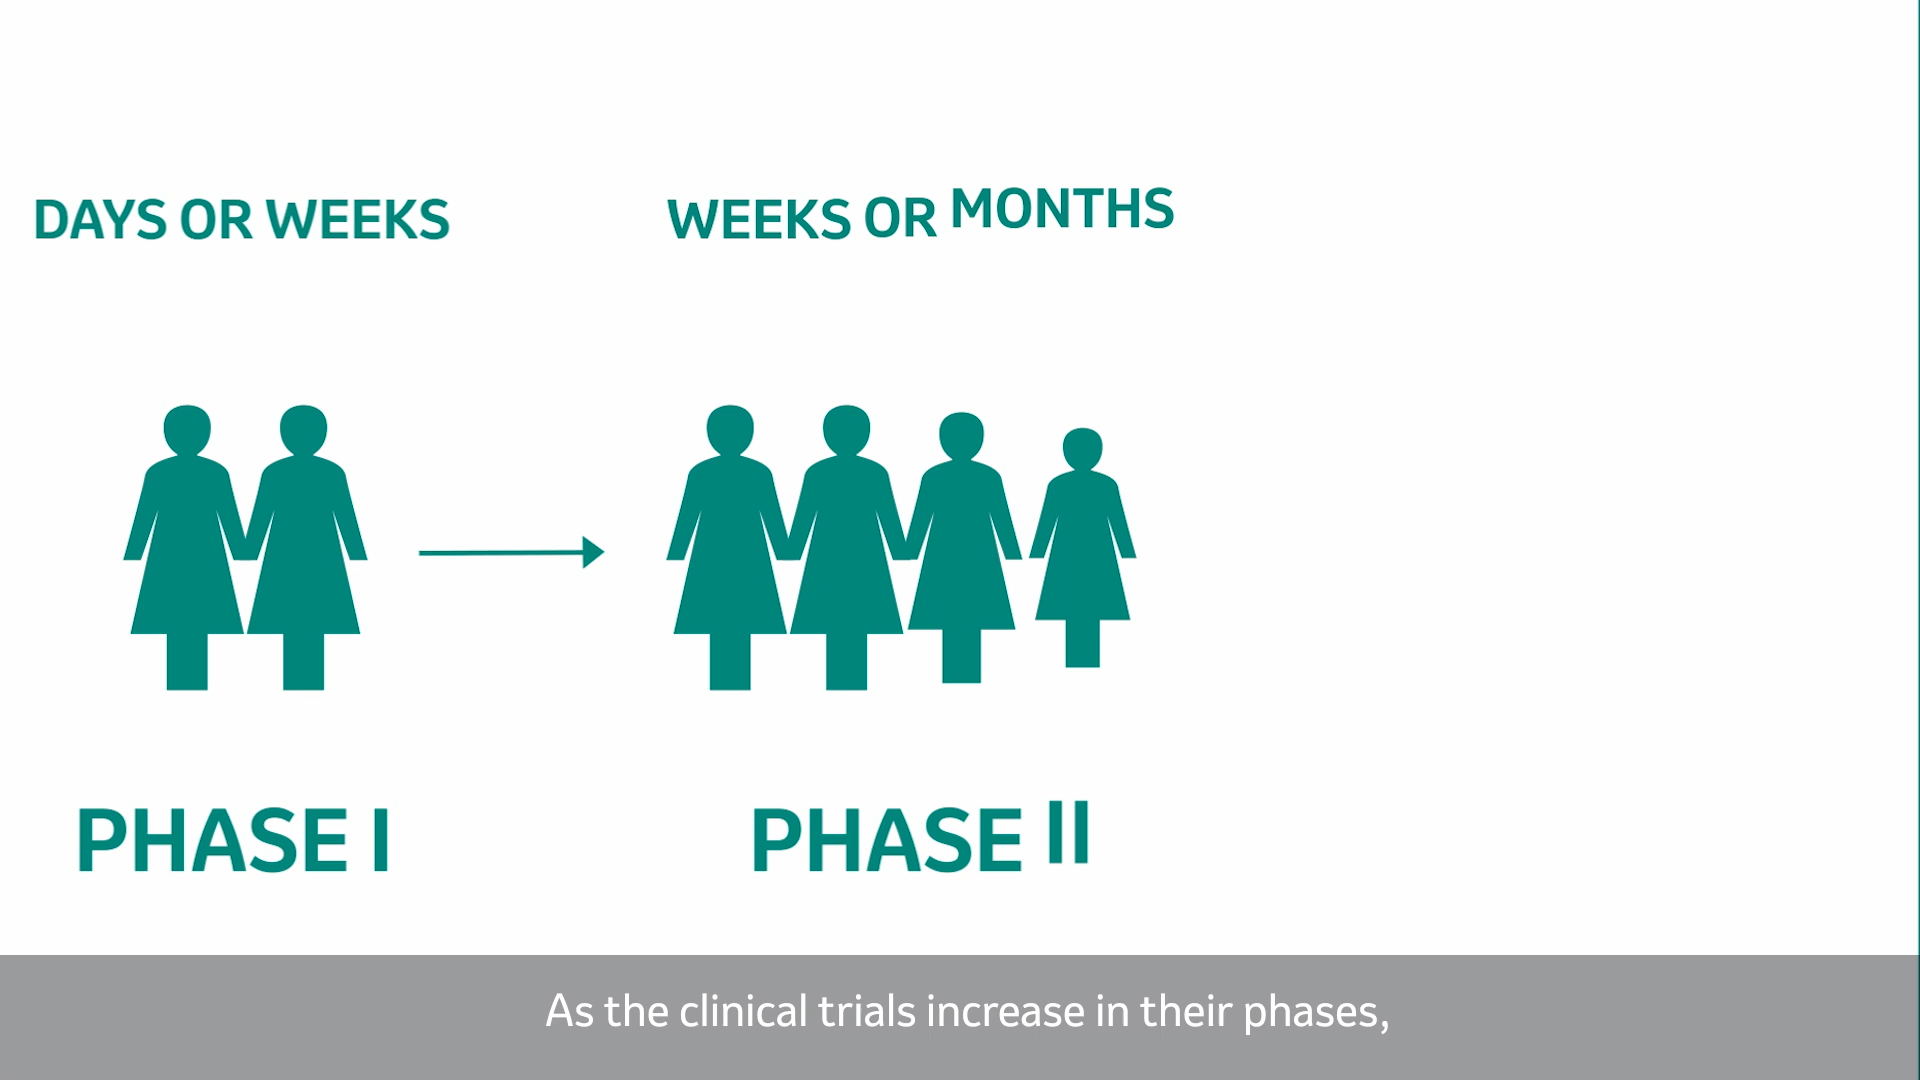 DAYS OR WEEKS
WEEKS OR MONTHS
PHASE I
PHASE II
As the clinical trials increase in their phases,